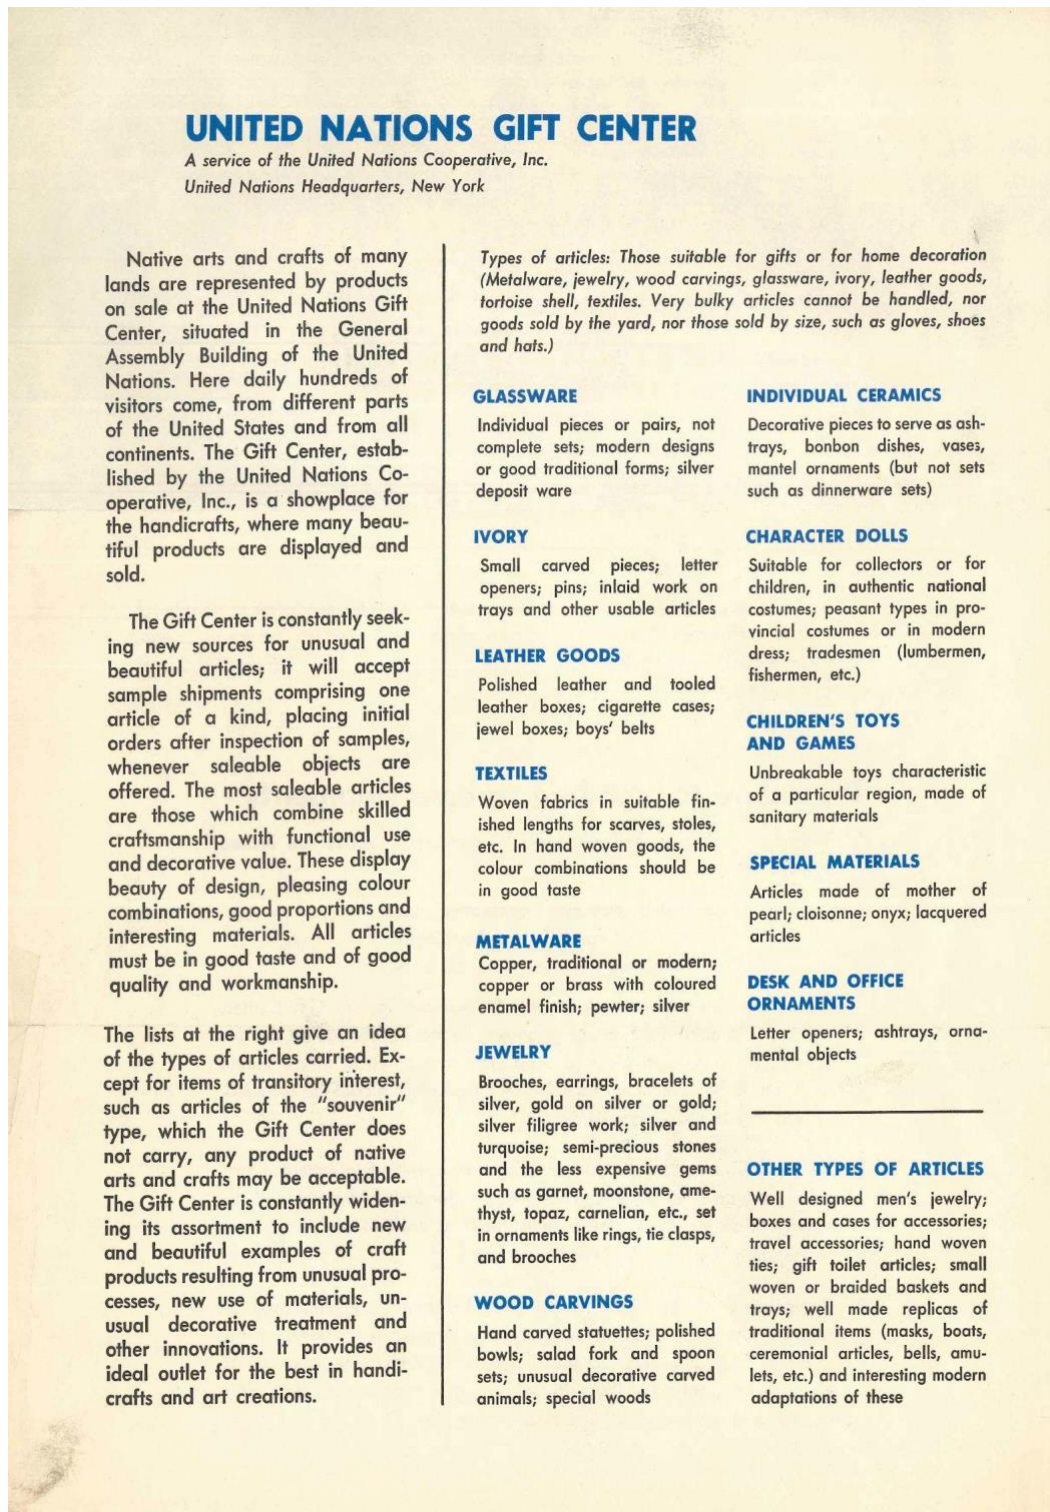 UNITED NATIONS GIFT CENTER
A service of the United Nations Cooperative, Inc.
United Nations Headquarters, New York
Native arts and crafts of many
lands are represented by products
on sale at the United Nations Gift
Center, situated in the General
Assembly Building of the United
Nations. Here daily hundreds of
visitors come, from different parts
of the United States and from all
continents. The Gift Center, estab-
lished by the United Nations Co-
operative, Inc., is a showplace for
the handicrafts, where many beau-
tiful products are displayed and
sold.
The Gift Center is constantly seek-
ing new sources for unusual and
beautiful articles; it will accept
sample shipments comprising one
article of a kind, placing initial
orders after inspection of samples,
whenever saleable objects are
offered. The most saleable articles
are those which combine skilled
craftsmanship with functional use
and decorative value. These display
beauty of design, pleasing colour
combinations, good proportions and
interesting materials. All articles
must be in good taste and of good
quality and workmanship.
The lists at the right give an idea
of the types of articles carried. Ex-
cept for items of transitory interest,
such as articles of the "souvenir"
type, which the Gift Center does
not carry, any product of native
arts and crafts may be acceptable.
The Gift Center is constantly widen-
ing its assortment to include new
and beautiful examples of craft
products resulting from unusual pro-
cesses, new use of materials, un-
usual decorative treatment and
other innovations. It provides an
ideal outlet for the best in handi-
crafts and art creations.
Types of articles: Those suitable for gifts or for home decoration
(Metalware, jewelry, wood carvings, glassware, ivory, leather goods,
tortoise shell, textiles. Very bulky articles cannot be handled, nor
goods sold by the yard, nor those sold by size, such as gloves, shoes
and hats.)
GLASSWARE
Individual pieces or pairs, not
complete sets; modern designs
or good traditional forms; silver
deposit ware
IVORY
Small carved pieces; letter
openers; pins; inlaid work on
trays and other usable articles
LEATHER GOODS
Polished leather and tooled
leather boxes; cigarette cases;
jewel boxes; boys' belts
TEXTILES
Woven fabrics in suitable fin-
ished lengths for scarves, stoles,
etc. In hand woven goods, the
colour combinations should be
in good taste
METALWARE
Copper, traditional or modern;
copper or brass with coloured
enamel finish; pewter; silver
JEWELRY
Brooches, earrings, bracelets of
silver, gold on silver or gold;
silver filigree work; silver and
turquoise; semi-precious stones
and the less expensive gems
such as garnet, moonstone, ame-
thyst, topaz, carnelian, etc., set
in ornaments like rings, tie clasps,
and brooches
WOOD CARVINGS
Hand carved statuettes; polished
bowls; salad fork and spoon
sets; unusual decorative carved
animals; special woods
INDIVIDUAL CERAMICS
Decorative pieces to serve as ash-
trays, bonbon dishes, vases,
mantel ornaments (but not sets
such as dinnerware sets)
CHARACTER DOLLS
Suitable for collectors or for
children, in authentic national
costumes; peasant types in pro-
vincial costumes or in modern
dress; tradesmen (lumbermen,
fishermen, etc.)
CHILDREN'S TOYS
AND GAMES
Unbreakable toys characteristic
of a particular region, made of
sanitary materials
SPECIAL MATERIALS
Articles made of mother of
pearl; cloisonne; onyx; lacquered
articles
DESK AND OFFICE
ORNAMENTS
Letter openers; ashtrays, orna-
mental objects
OTHER TYPES OF ARTICLES
Well designed men's jewelry;
boxes and cases for accessories;
travel accessories; hand woven
ties; gift toilet articles; small
woven or braided baskets and
trays; well made replicas of
traditional items (masks, boats,
ceremonial articles, bells, amu-
lets, etc.) and interesting modern
adaptations of these